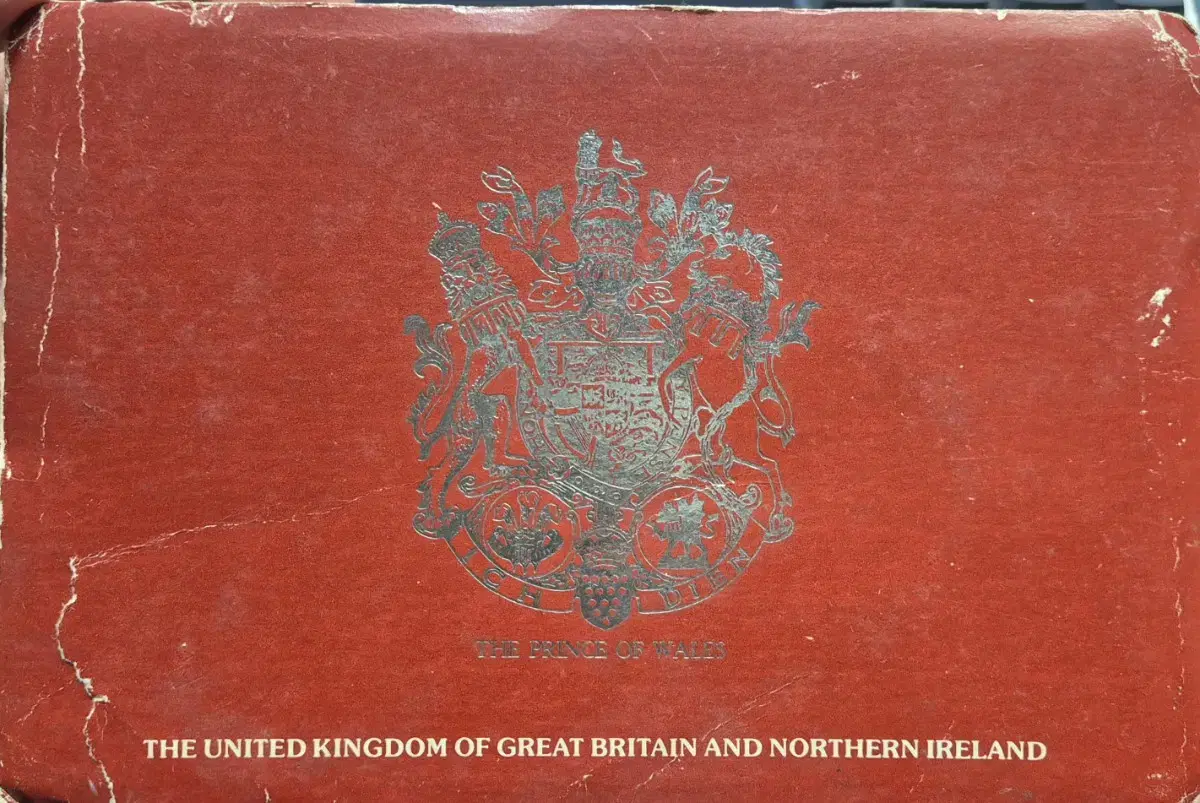 ICH DIEN
THE PRINCE OF WALES
THE UNITED KINGDOM OF GREAT BRITAIN AND NORTHERN IRELAND